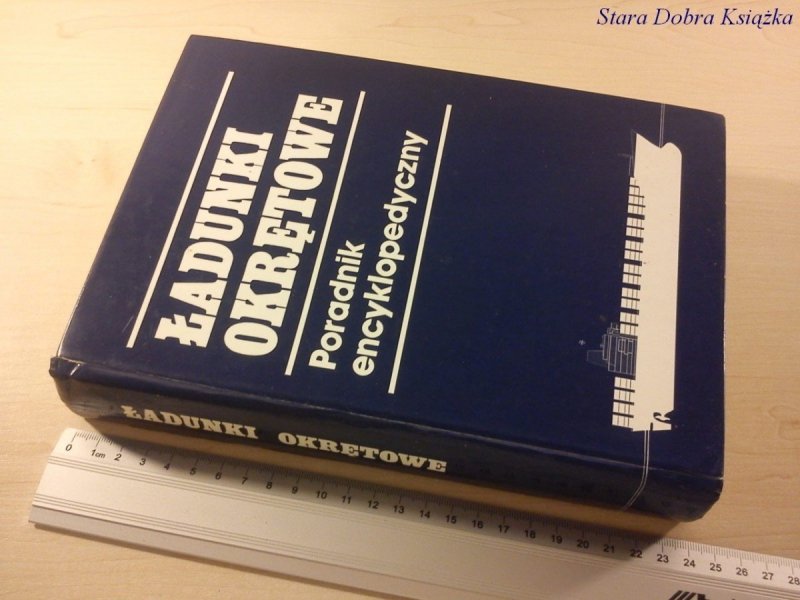 Stara Dobra Książka
ŁADUNKI
OKRĘTOWE
Poradnik
encyklopedyczny
ŁADUNKI OKRĘTOWE
0 1cm 2 3 4 5 6 7 8 9 10 11 12 13 14 15 16 17 18 19 20 21 22 23 24 25 26 27 28